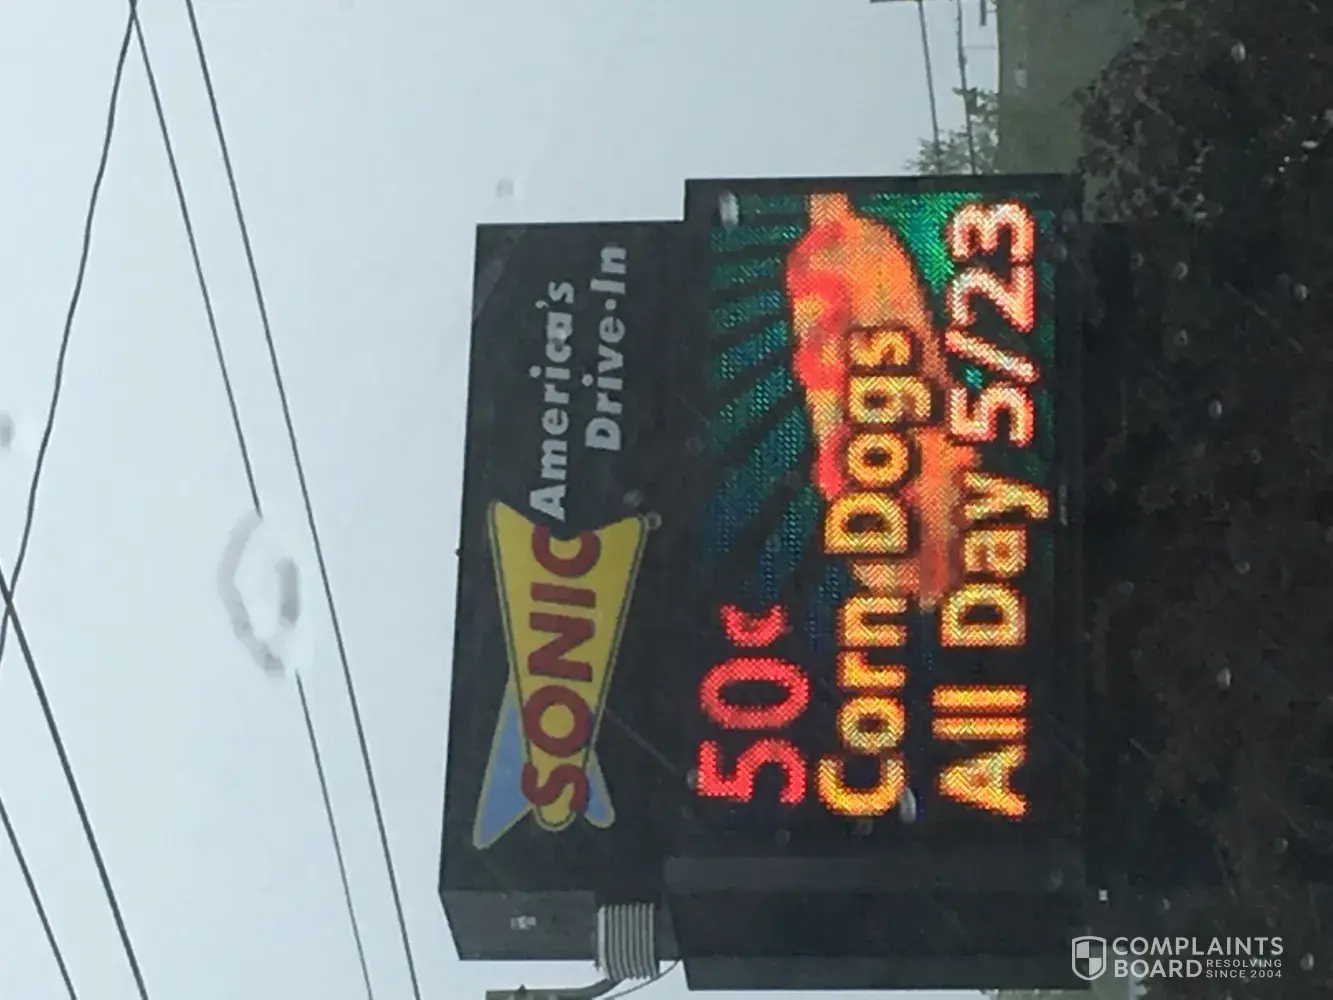 SONIC
America's
Drive-In
50¢
Corn Dogs
All Day 5/23
COMPLAINTS
BOARD RESOLVING
SINCE 2004